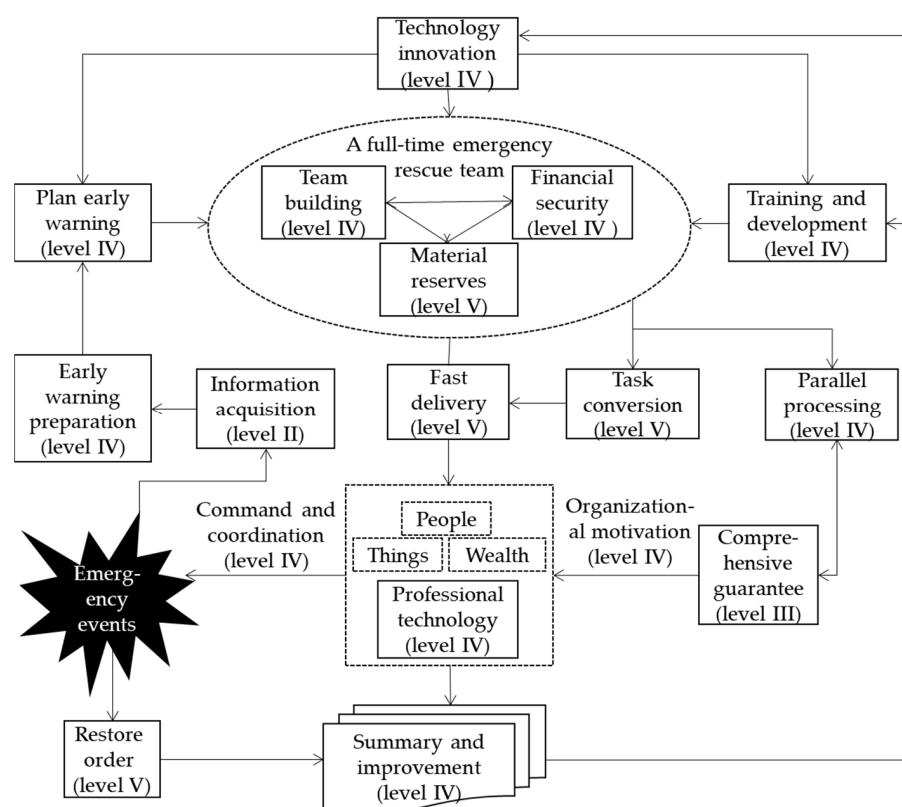 Technology
innovation
(level IV )
A full-time emergency
rescue team
Team
building
(level IV)
Financial
security
(level IV )
Material
reserves
(level V)
Plan early
warning
(level IV)
Training and
development
(level IV)
Early
warning
preparation
(level IV)
Information
acquisition
(level II)
Fast
delivery
(level V)
Task
conversion
(level V)
Parallel
processing
(level IV)
Command and
coordination
(level IV)
People
Things
Wealth
Professional
technology
(level IV)
Organization-
al motivation
(level IV)
Compre-
hensive
guarantee
(level III)
Emerg-
ency
events
Restore
order
(level V)
Summary and
improvement
(level IV)